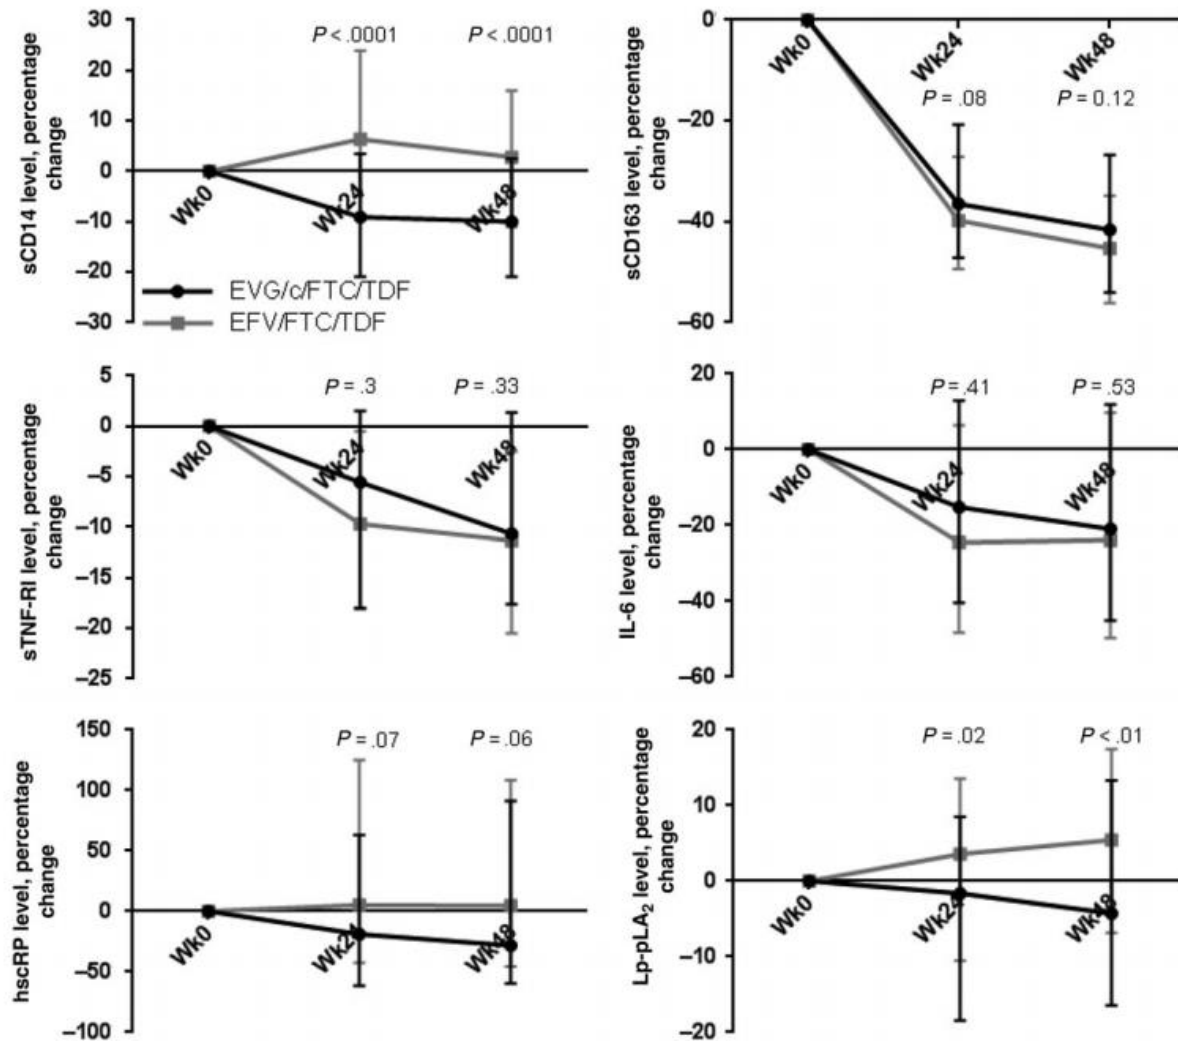 30
20
10
0
–10
–20
–30
sCD14 level, percentage
change
P < .0001
P < .0001
Wk0
Wk24
Wk48
EVG/c/FTC/TDF
EFV/FTC/TDF
0
–20
–40
–60
sCD163 level, percentage
change
Wk0
Wk24
Wk48
P = .08
P = 0.12
5
0
–5
–10
–15
–20
–25
sTNF-RI level, percentage
change
P = .3
P = .33
Wk0
Wk24
Wk48
20
0
–20
–40
–60
IL-6 level, percentage
change
P = .41
P = .53
Wk0
Wk24
Wk48
150
100
50
0
–50
–100
hscRP level, percentage
change
P = .07
P = .06
Wk0
Wk24
Wk48
20
10
0
–10
–20
Lp-pLA₂ level, percentage
change
P = .02
P < .01
Wk0
Wk24
Wk48